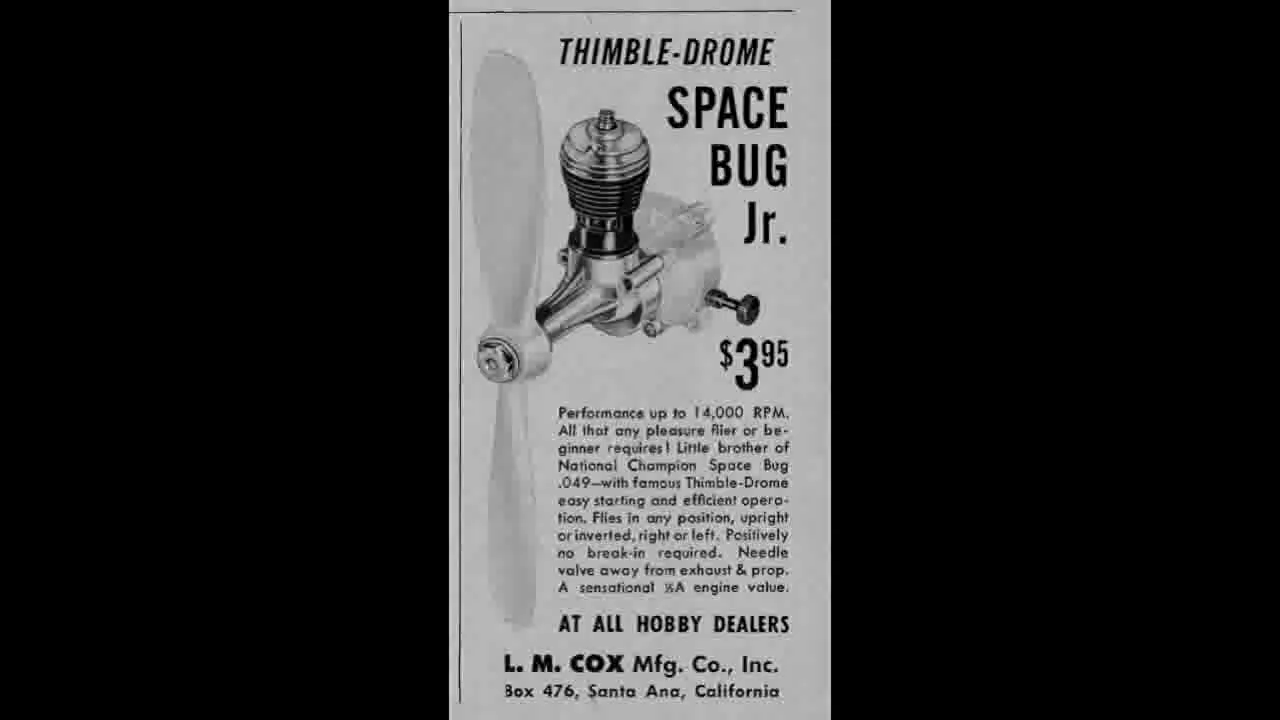 THIMBLE-DROME
SPACE
BUG
Jr.
$3.95
Performance up to 14,000 RPM.
All that any pleasure flier or be-
ginner requires! Little brother of
National Champion Space Bug
.049—with famous Thimble-Drome
easy starting and efficient opera-
tion. Flies in any position, upright
or inverted, right or left. Positively
no break-in required. Needle
valve away from exhaust & prop.
A sensational ½A engine value.
AT ALL HOBBY DEALERS
L. M. COX Mfg. Co., Inc.
Box 476, Santa Ana, California